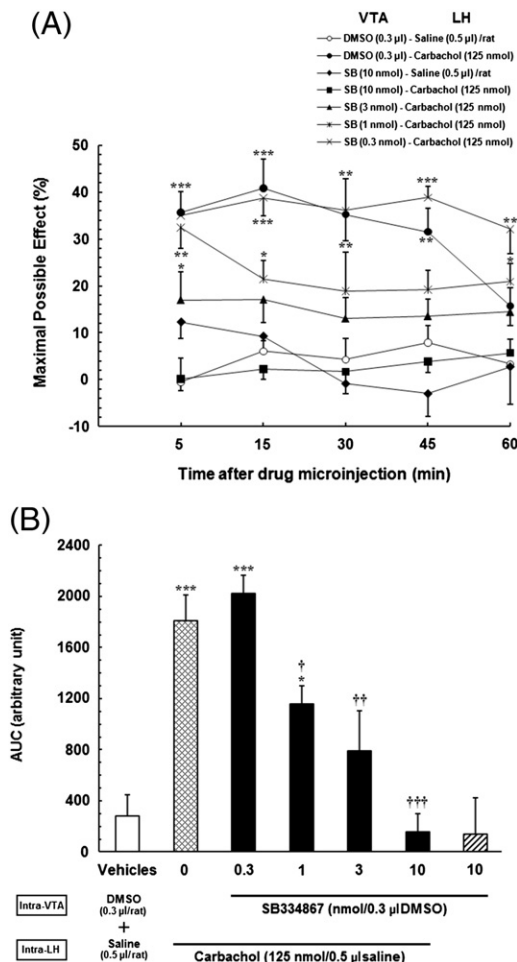 (A)
VTA LH
DMSO (0.3 µl) - Saline (0.5 µl) /rat
DMSO (0.3 µl) - Carbachol (125 nmol)
SB (10 nmol) - Saline (0.5 µl) /rat
SB (10 nmol) - Carbachol (125 nmol)
SB (3 nmol) - Carbachol (125 nmol)
SB (1 nmol) - Carbachol (125 nmol)
SB (0.3 nmol) - Carbachol (125 nmol)
Maximal Possible Effect (%)
50
40
30
20
10
0
-10
*** *** ** *** **
*** ** **
** * *
*
5 15 30 45 60
Time after drug microinjection (min)
(B)
AUC (arbitrary unit)
2400
2000
1600
1200
800
400
0
*** ***
† †† †††
*
Vehicles 0 0.3 1 3 10 10
Intra-VTA DMSO (0.3 µl/rat) SB334867 (nmol/0.3 µl DMSO)
+
Intra-LH Saline (0.5 µl/rat) Carbachol (125 nmol/0.5 µl saline)